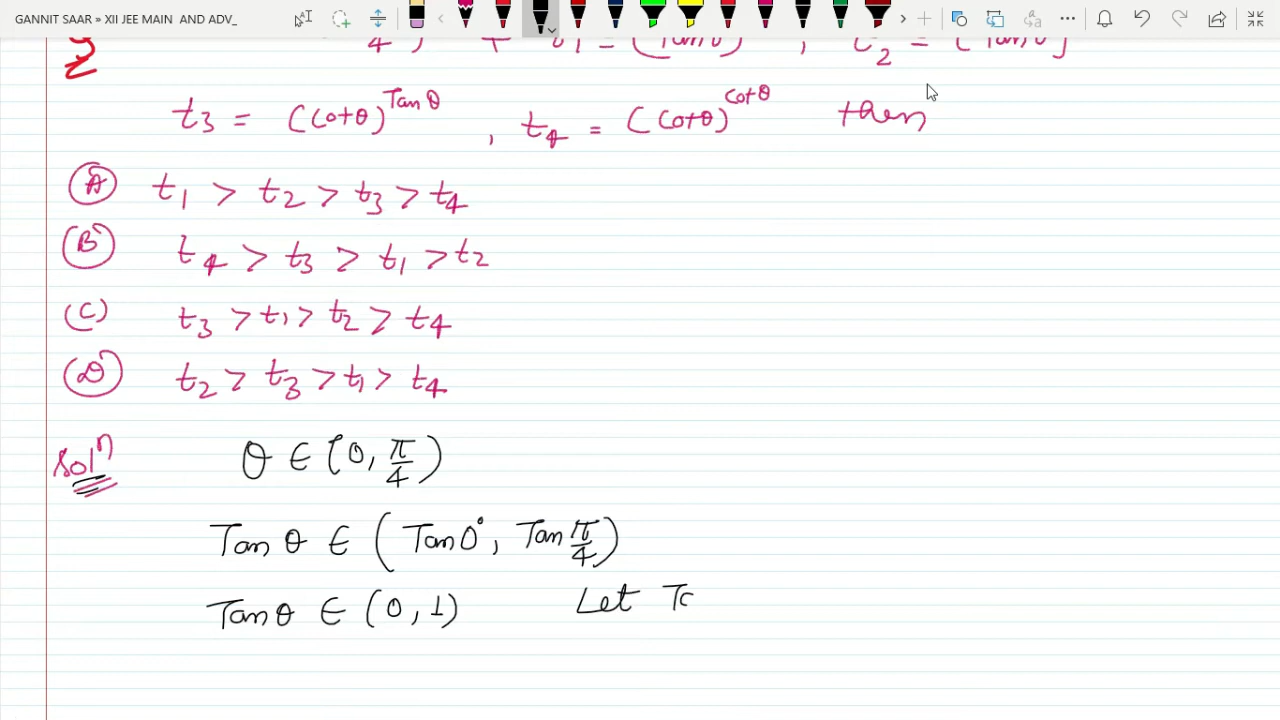 GANNIT SAAR » XII JEE MAIN AND ADV_
t3 = (Cotθ)^Tanθ , t4 = (Cotθ)^Cotθ then
(A) t1 > t2 > t3 > t4
(B) t4 > t3 > t1 > t2
(C) t3 > t1 > t2 > t4
(D) t2 > t3 > t1 > t4
Solⁿ θ ∈ (0, π/4)
Tan θ ∈ (Tan0°, Tan π/4)
Tanθ ∈ (0, 1) Let